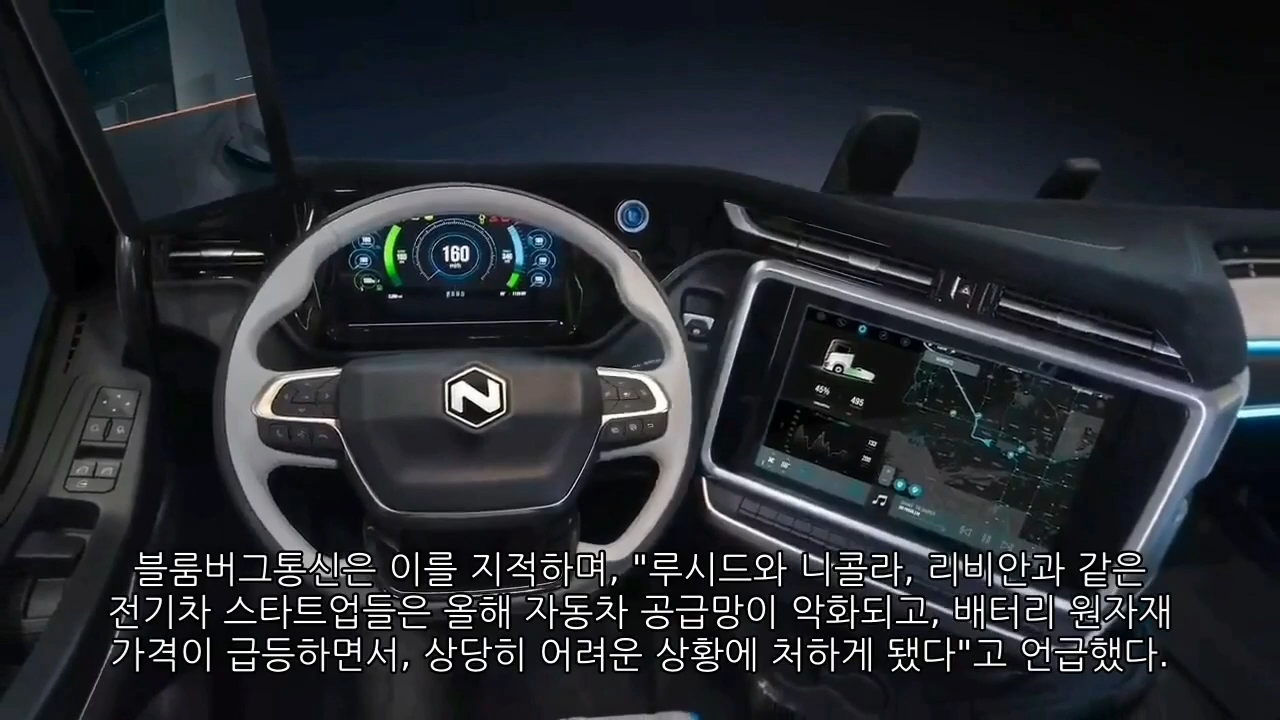 160
mph
45%
495
블룸버그통신은 이를 지적하며, "루시드와 니콜라, 리비안과 같은
전기차 스타트업들은 올해 자동차 공급망이 악화되고, 배터리 원자재
가격이 급등하면서, 상당히 어려운 상황에 처하게 됐다"고 언급했다.